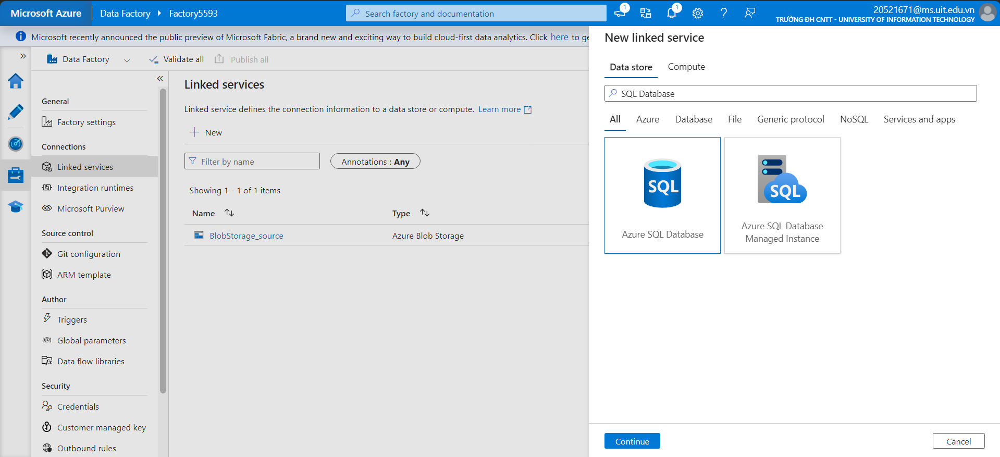 Microsoft Azure
Data Factory
Factory5593
Search factory and documentation
1
1
20521671@ms.uit.edu.vn
TRƯỜNG ĐH CNTT - UNIVERSITY OF INFORMATION TECHNOLOGY
Microsoft recently announced the public preview of Microsoft Fabric, a brand new and exciting way to build cloud-first data analytics. Click here to ge
Data Factory
Validate all
Publish all
General
Factory settings
Connections
Linked services
Integration runtimes
Microsoft Purview
Source control
Git configuration
ARM template
Author
Triggers
Global parameters
Data flow libraries
Security
Credentials
Customer managed key
Outbound rules
Linked services
Linked service defines the connection information to a data store or compute. Learn more
New
Filter by name
Annotations : Any
Showing 1 - 1 of 1 items
Name
Type
BlobStorage_source
Azure Blob Storage
New linked service
Data store
Compute
SQL Database
All
Azure
Database
File
Generic protocol
NoSQL
Services and apps
SQL
Azure SQL Database
SQL
Azure SQL Database
Managed Instance
Continue
Cancel